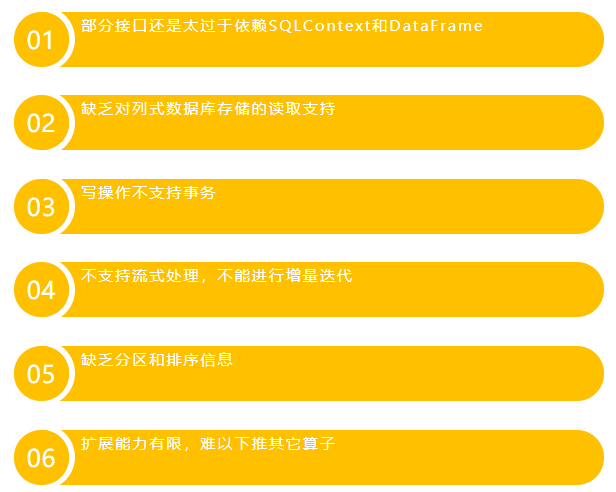 01 部分接口还是太过于依赖SQLContext和DataFrame
02 缺乏对列式数据库存储的读取支持
03 写操作不支持事务
04 不支持流式处理，不能进行增量迭代
05 缺乏分区和排序信息
06 扩展能力有限，难以下推其它算子